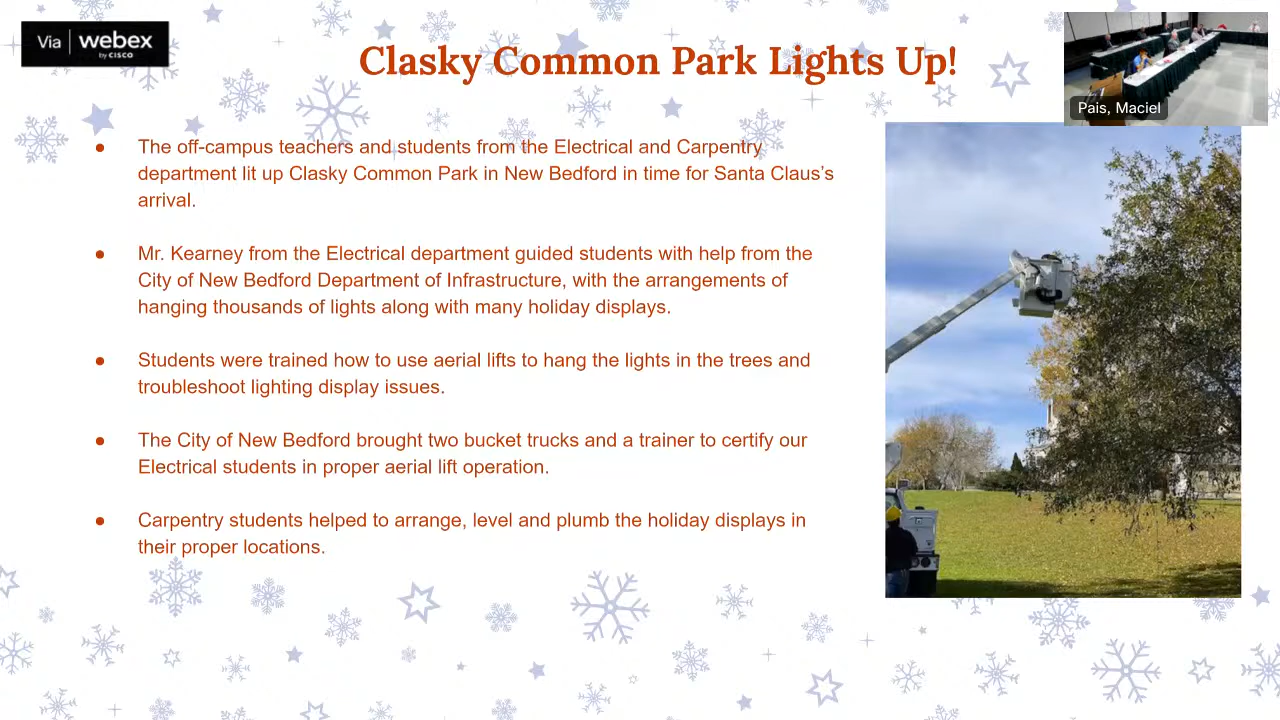 Via webex
by CISCO
Clasky Common Park Lights Up!
Pais, Maciel
● The off-campus teachers and students from the Electrical and Carpentry
department lit up Clasky Common Park in New Bedford in time for Santa Claus’s
arrival.
● Mr. Kearney from the Electrical department guided students with help from the
City of New Bedford Department of Infrastructure, with the arrangements of
hanging thousands of lights along with many holiday displays.
● Students were trained how to use aerial lifts to hang the lights in the trees and
troubleshoot lighting display issues.
● The City of New Bedford brought two bucket trucks and a trainer to certify our
Electrical students in proper aerial lift operation.
● Carpentry students helped to arrange, level and plumb the holiday displays in
their proper locations.